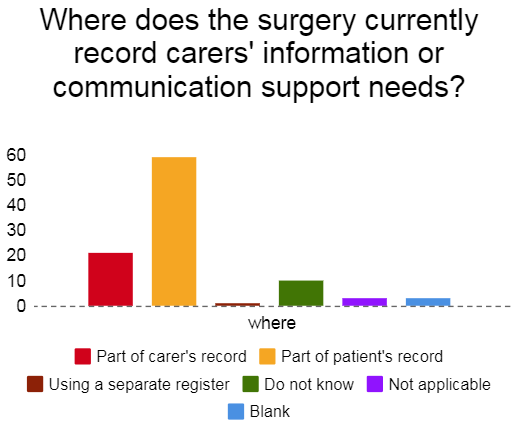 Where does the surgery currently
record carers' information or
communication support needs?
60
50
40
30
20
10
0
where
Part of carer's record Part of patient's record
Using a separate register Do not know Not applicable
Blank